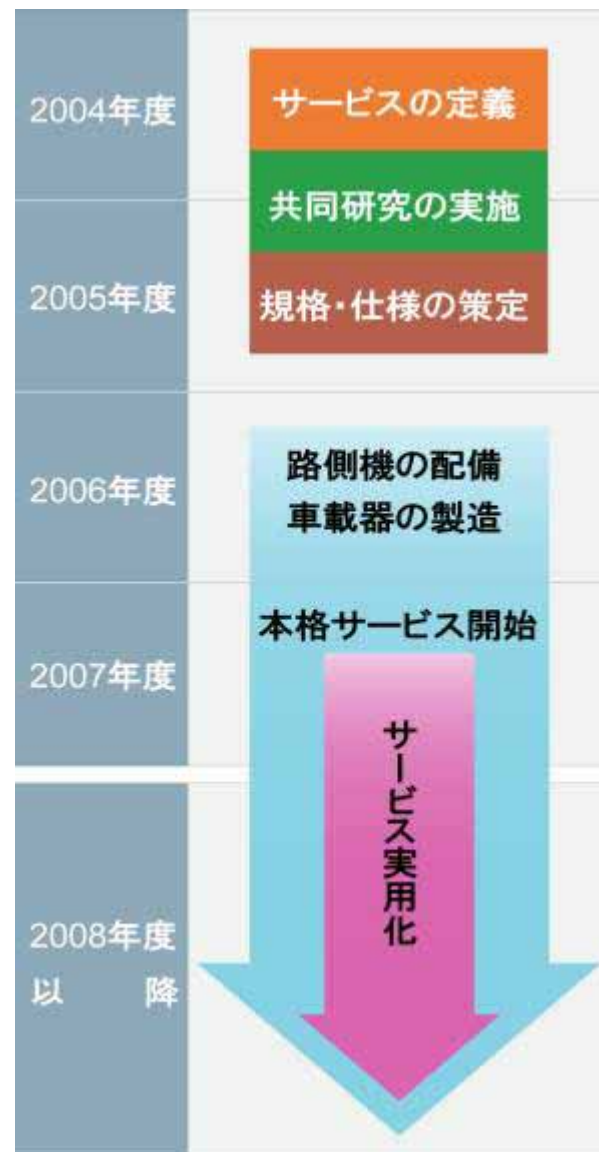 2004年度
サービスの定義
共同研究の実施
2005年度
規格・仕様の策定
2006年度
路側機の配備
車載器の製造
本格サービス開始
2007年度
サービス実用化
2008年度
以 降